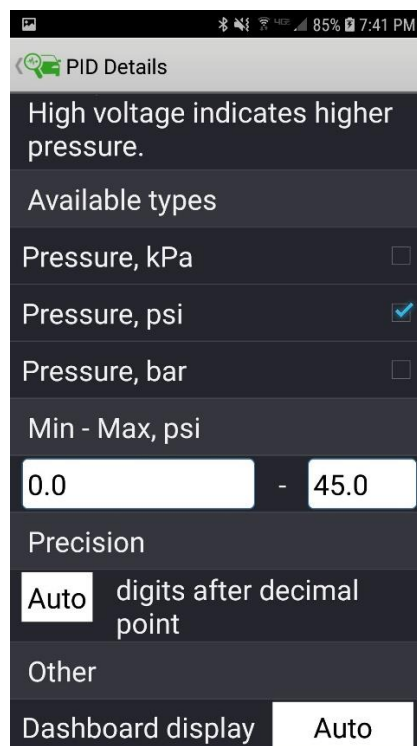 85% 7:41 PM
PID Details
High voltage indicates higher
pressure.
Available types
Pressure, kPa
Pressure, psi
Pressure, bar
Min - Max, psi
0.0 - 45.0
Precision
Auto digits after decimal
point
Other
Dashboard display Auto